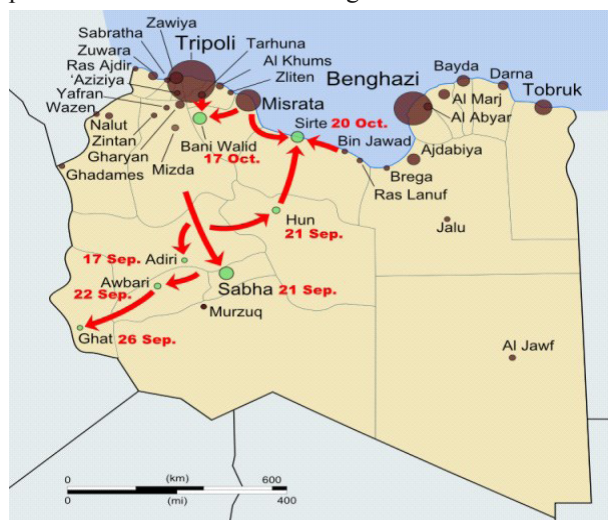 Zawiya
Sabratha
Tripoli
Tarhuna
Zuwara
Al Khums
Ras Ajdir
Zliten
'Aziziya
Yafran
Wazen
Misrata
Nalut
Zintan
Gharyan
Ghadames
Mizda
Bani Walid
17 Oct.
Sirte 20 Oct.
Bin Jawad
Ras Lanuf
Brega
Benghazi
Bayda
Darna
Tobruk
Al Marj
Al Abyar
Ajdabiya
Jalu
Hun
21 Sep.
17 Sep. Adiri
Awbari
22 Sep.
Sabha 21 Sep.
Murzuq
Ghat 26 Sep.
Al Jawf
0 (km) 600
0 (mi) 400